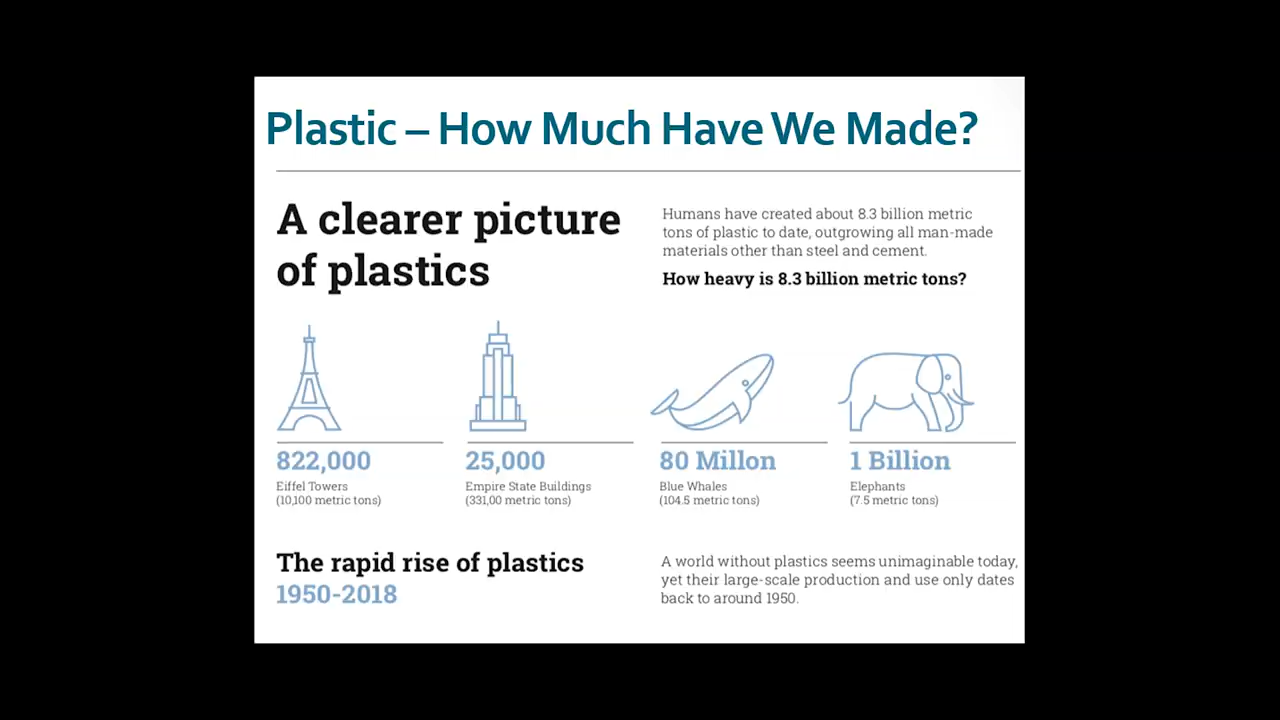 Plastic – How Much Have We Made?
A clearer picture
of plastics
Humans have created about 8.3 billion metric
tons of plastic to date, outgrowing all man-made
materials other than steel and cement.
How heavy is 8.3 billion metric tons?
822,000
Eiffel Towers
(10,100 metric tons)
25,000
Empire State Buildings
(331,00 metric tons)
80 Millon
Blue Whales
(104.5 metric tons)
1 Billion
Elephants
(7.5 metric tons)
The rapid rise of plastics
1950-2018
A world without plastics seems unimaginable today,
yet their large-scale production and use only dates
back to around 1950.